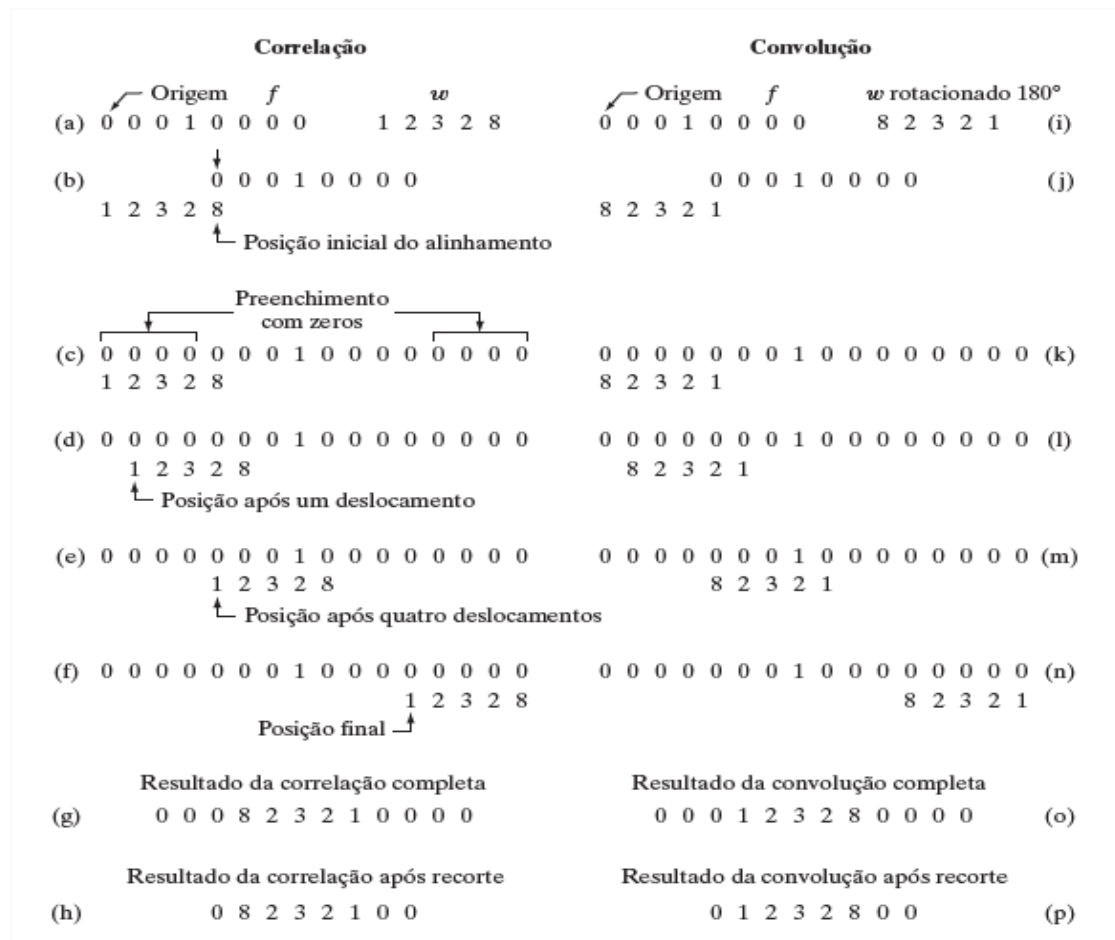 Correlação Convolução
Origem f w Origem f w rotacionado 180°
(a) 0 0 0 1 0 0 0 0 1 2 3 2 8 0 0 0 1 0 0 0 0 8 2 3 2 1 (i)
(b) 0 0 0 1 0 0 0 0 0 0 0 1 0 0 0 0 (j)
1 2 3 2 8 8 2 3 2 1
Posição inicial do alinhamento
Preenchimento
com zeros
(c) 0 0 0 0 0 0 0 1 0 0 0 0 0 0 0 0 0 0 0 0 0 0 0 1 0 0 0 0 0 0 0 0 (k)
1 2 3 2 8 8 2 3 2 1
(d) 0 0 0 0 0 0 0 1 0 0 0 0 0 0 0 0 0 0 0 0 0 0 0 1 0 0 0 0 0 0 0 0 (l)
1 2 3 2 8 8 2 3 2 1
Posição após um deslocamento
(e) 0 0 0 0 0 0 0 1 0 0 0 0 0 0 0 0 0 0 0 0 0 0 0 1 0 0 0 0 0 0 0 0 (m)
1 2 3 2 8 8 2 3 2 1
Posição após quatro deslocamentos
(f) 0 0 0 0 0 0 0 1 0 0 0 0 0 0 0 0 0 0 0 0 0 0 0 1 0 0 0 0 0 0 0 0 (n)
1 2 3 2 8 8 2 3 2 1
Posição final
Resultado da correlação completa Resultado da convolução completa
(g) 0 0 0 8 2 3 2 1 0 0 0 0 0 0 0 1 2 3 2 8 0 0 0 0 (o)
Resultado da correlação após recorte Resultado da convolução após recorte
(h) 0 8 2 3 2 1 0 0 0 1 2 3 2 8 0 0 (p)